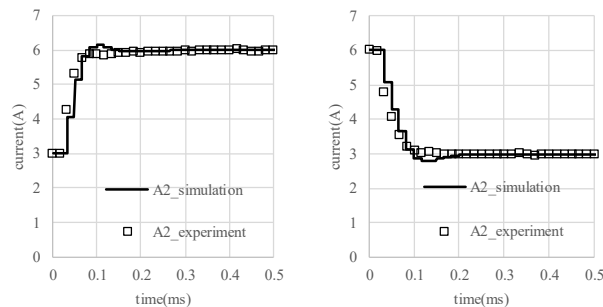 7
6
5
4
3
2
1
0
current(A)
A2_simulation
A2_experiment
0 0.1 0.2 0.3 0.4 0.5
time(ms)
7
6
5
4
3
2
1
0
current(A)
A2_simulation
A2_experiment
0 0.1 0.2 0.3 0.4 0.5
time(ms)